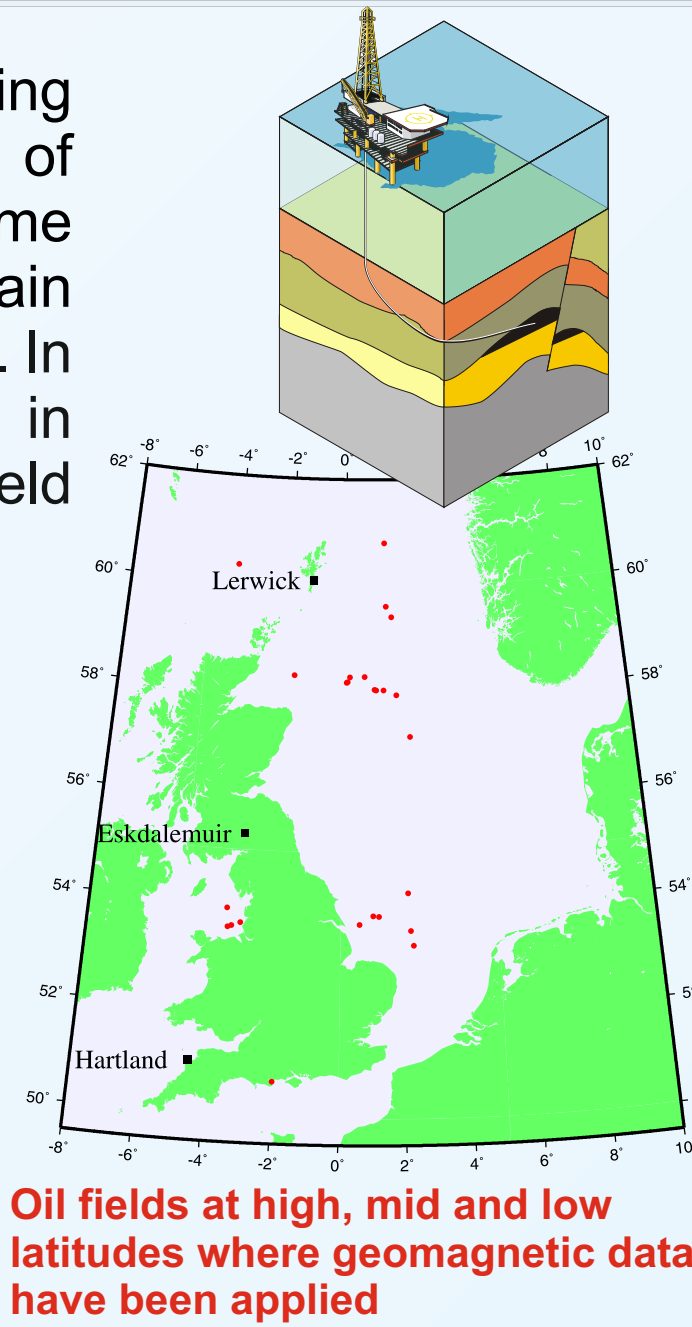 ing
of
me
ain
. In
in
eld
-8° -6° -4° -2° 0° 8° 10°
62° 62°
60° 60°
Lerwick
58° 58°
56° 56°
Eskdalemuir
54° 54°
52°
Hartland
50°
-8° -6° -4° -2° 0° 2° 4° 6° 8° 10
Oil fields at high, mid and low
latitudes where geomagnetic data
have been applied